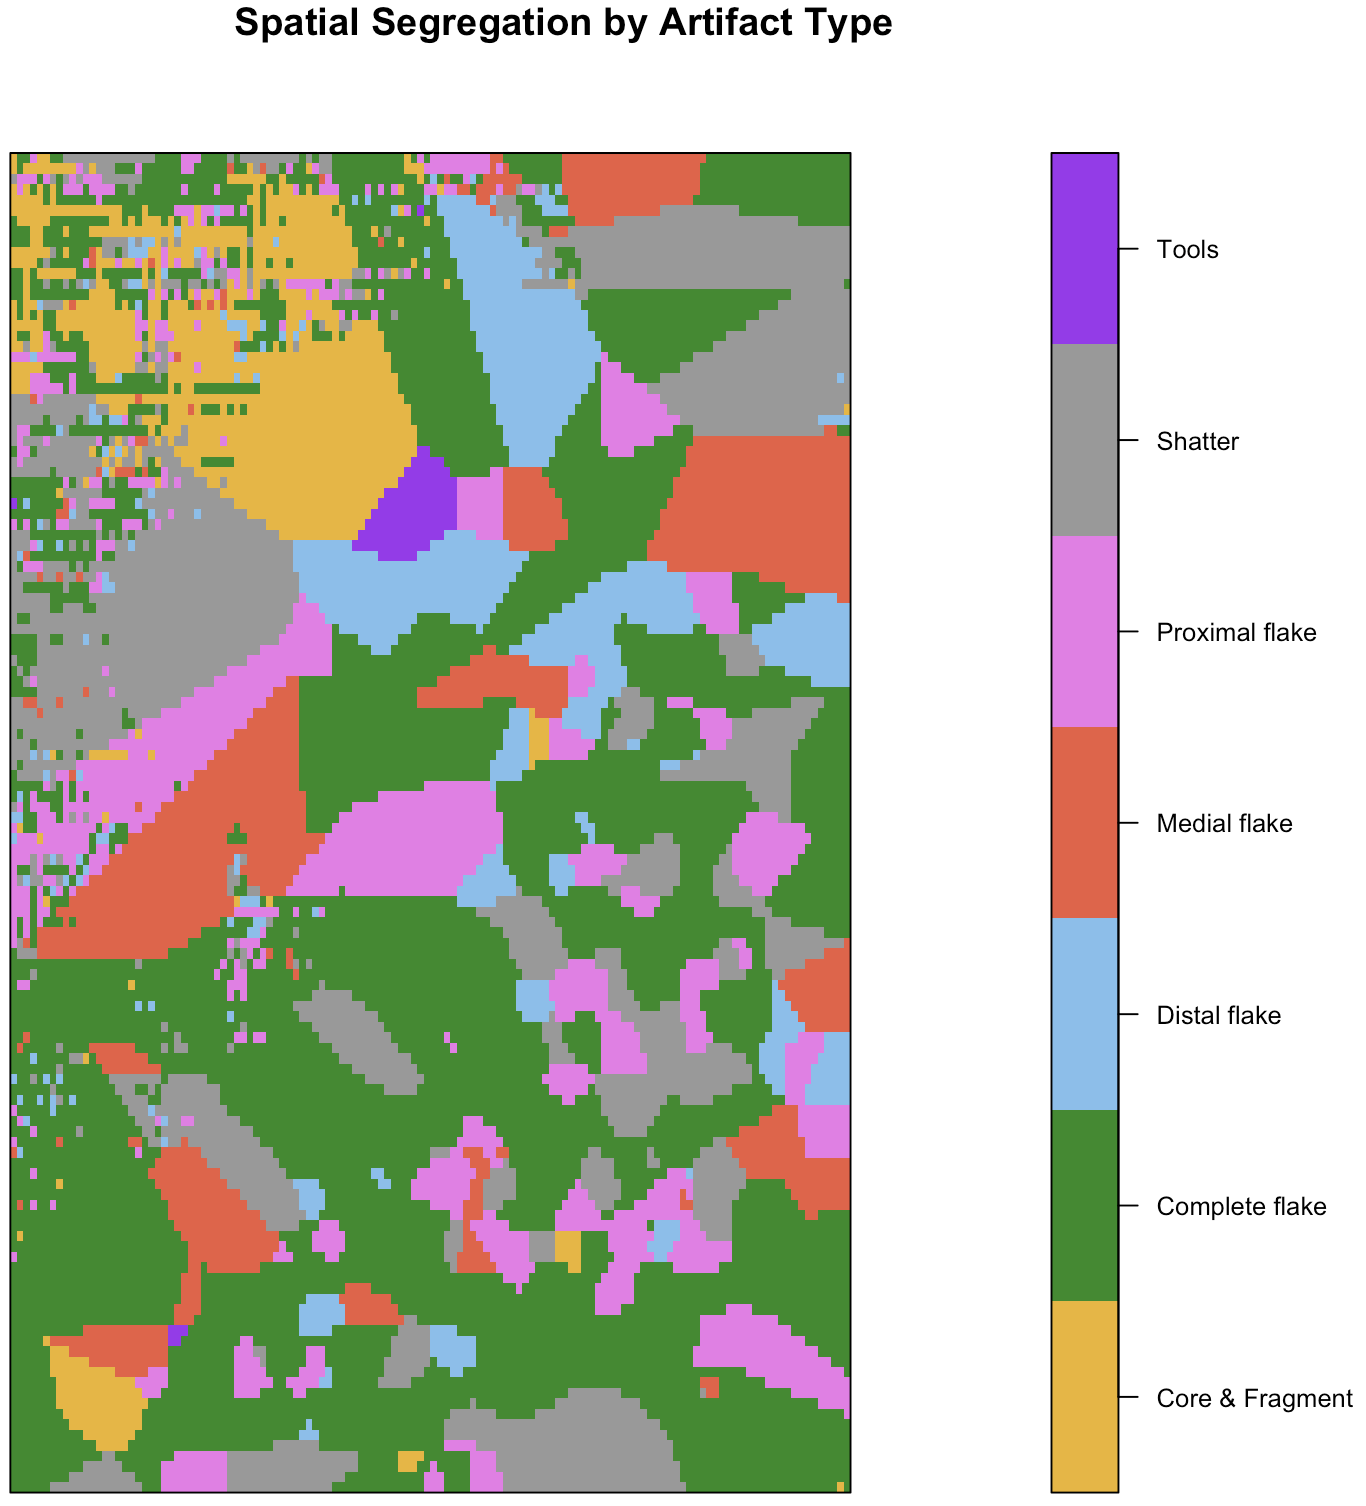 Spatial Segregation by Artifact Type
Tools
Shatter
Proximal flake
Medial flake
Distal flake
Complete flake
Core & Fragment